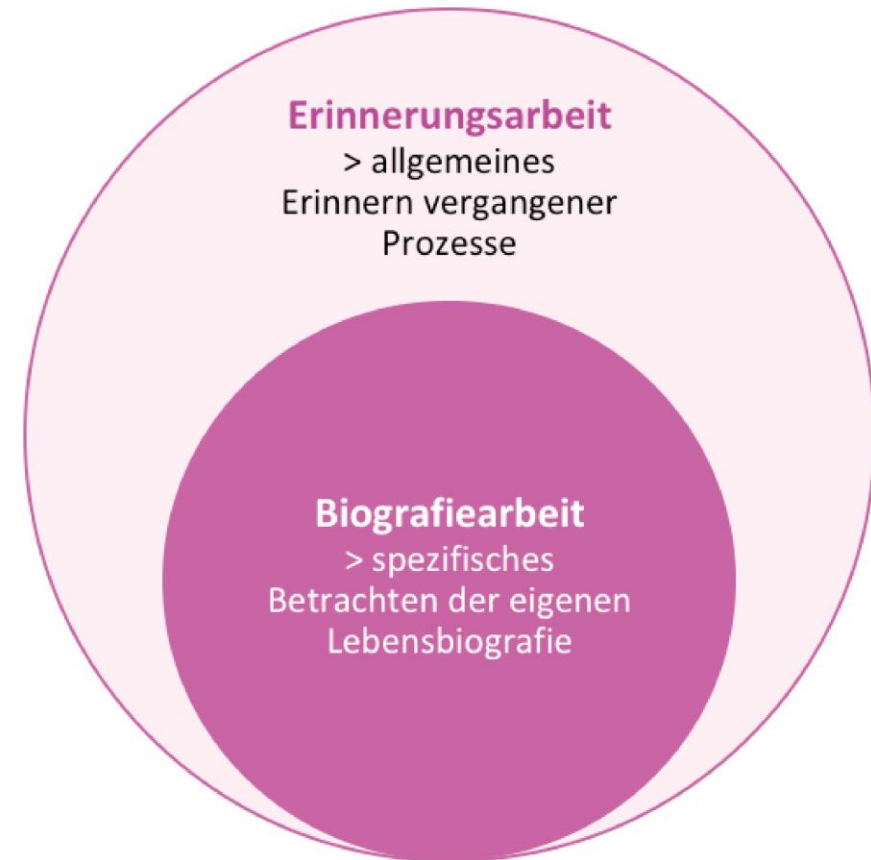 Erinnerungsarbeit
> allgemeines
Erinnern vergangener
Prozesse
Biografiearbeit
> spezifisches
Betrachten der eigenen
Lebensbiografie